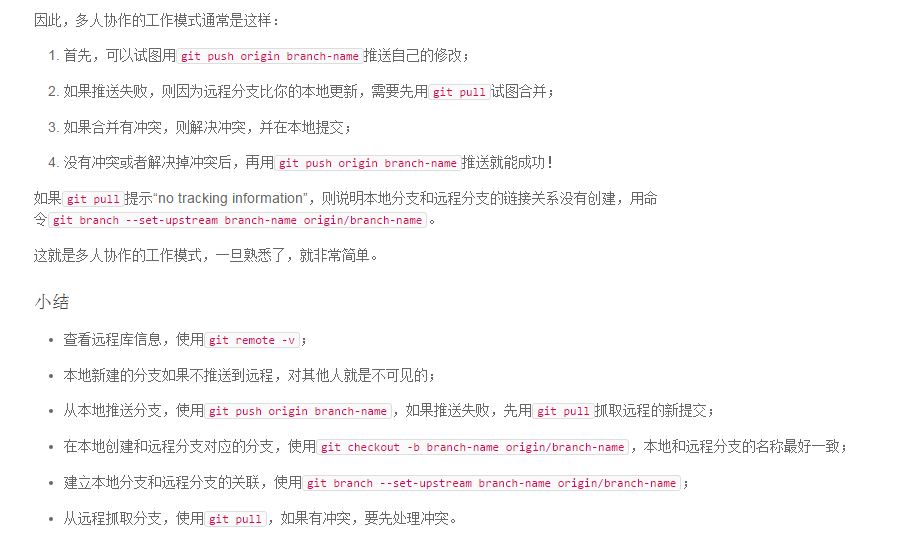 因此，多人协作的工作模式通常是这样：
1. 首先，可以试图用git push origin branch-name推送自己的修改；
2. 如果推送失败，则因为远程分支比你的本地更新，需要先用git pull试图合并；
3. 如果合并有冲突，则解决冲突，并在本地提交；
4. 没有冲突或者解决掉冲突后，再用git push origin branch-name推送就能成功！
如果git pull提示“no tracking information”，则说明本地分支和远程分支的链接关系没有创建，用命
令git branch --set-upstream branch-name origin/branch-name。
这就是多人协作的工作模式，一旦熟悉了，就非常简单。
小结
• 查看远程库信息，使用git remote -v；
• 本地新建的分支如果不推送到远程，对其他人就是不可见的；
• 从本地推送分支，使用git push origin branch-name，如果推送失败，先用git pull抓取远程的新提交；
• 在本地创建和远程分支对应的分支，使用git checkout -b branch-name origin/branch-name，本地和远程分支的名称最好一致；
• 建立本地分支和远程分支的关联，使用git branch --set-upstream branch-name origin/branch-name；
• 从远程抓取分支，使用git pull，如果有冲突，要先处理冲突。